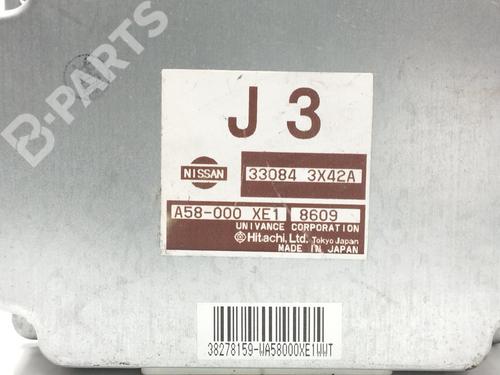 B-PARTS
J 3
NISSAN
33084 3X42A
A58-000 XE1 8609
UNIVANCE CORPORATION
Hitachi, Ltd. Tokyo Japan
MADE IN JAPAN
38278159-WA58000XE1WWT